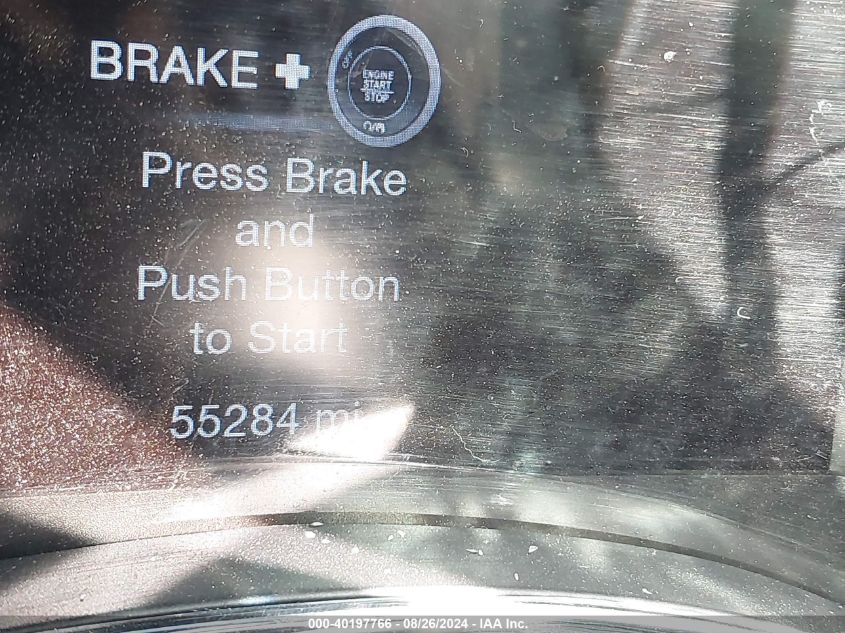 BRAKE +
ENGINE
START
STOP
Press Brake
and
Push Button
to Start
55284 mi
000-40197766 - 08/26/2024 - IAA Inc.